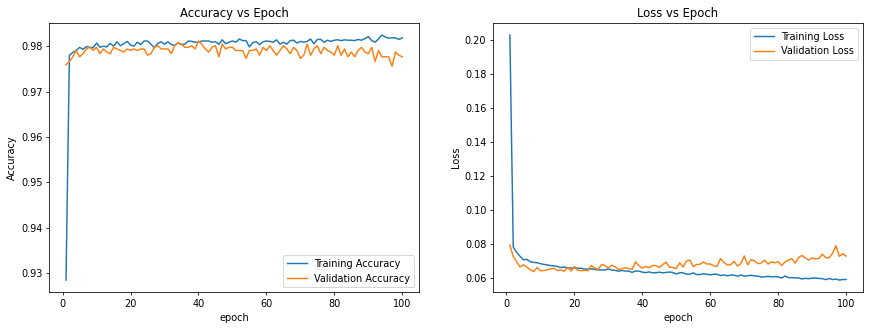 Accuracy vs Epoch
Accuracy
0.98
0.97
0.96
0.95
0.94
0.93
Training Accuracy
Validation Accuracy
0 20 40 60 80 100
epoch
Loss vs Epoch
Loss
0.20
0.18
0.16
0.14
0.12
0.10
0.08
0.06
Training Loss
Validation Loss
0 20 40 60 80 100
epoch